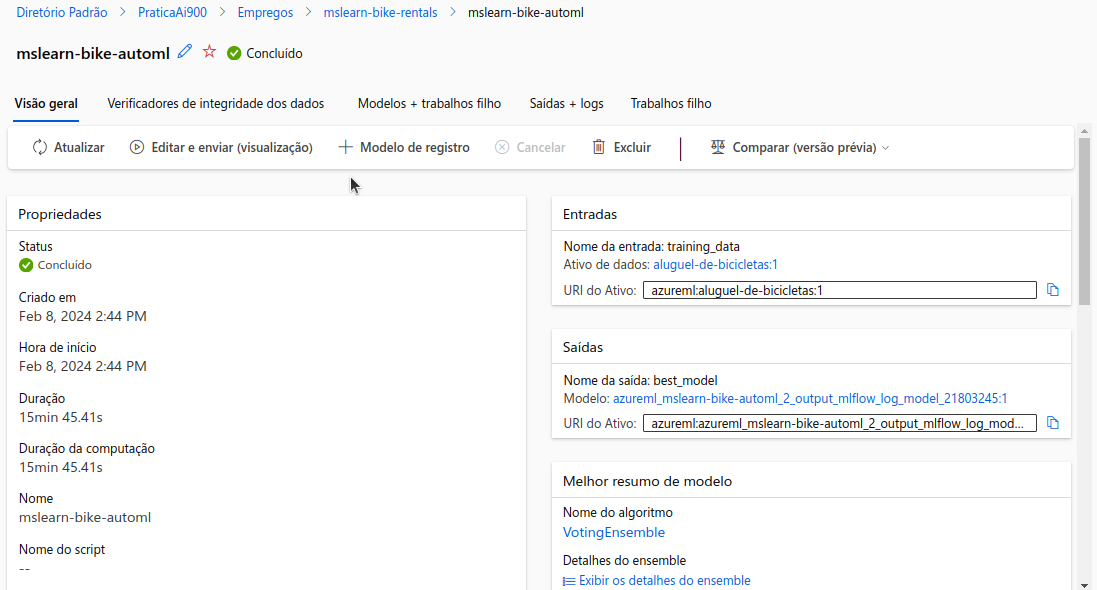 Diretório Padrão > PraticaAi900 > Empregos > mslearn-bike-rentals > mslearn-bike-automl
mslearn-bike-automl Concluído
Visão geral Verificadores de integridade dos dados Modelos + trabalhos filho Saídas + logs Trabalhos filho
Atualizar Editar e enviar (visualização) Modelo de registro Cancelar Excluir Comparar (versão prévia)
Propriedades
Status
Concluído
Criado em
Feb 8, 2024 2:44 PM
Hora de início
Feb 8, 2024 2:44 PM
Duração
15min 45.41s
Duração da computação
15min 45.41s
Nome
mslearn-bike-automl
Nome do script
--
Entradas
Nome da entrada: training_data
Ativo de dados: aluguel-de-bicicletas:1
URI do Ativo: azureml:aluguel-de-bicicletas:1
Saídas
Nome da saída: best_model
Modelo: azureml_mslearn-bike-automl_2_output_mlflow_log_model_21803245:1
URI do Ativo: azureml:azureml_mslearn-bike-automl_2_output_mlflow_log_mod...
Melhor resumo de modelo
Nome do algoritmo
VotingEnsemble
Detalhes do ensemble
Exibir os detalhes do ensemble